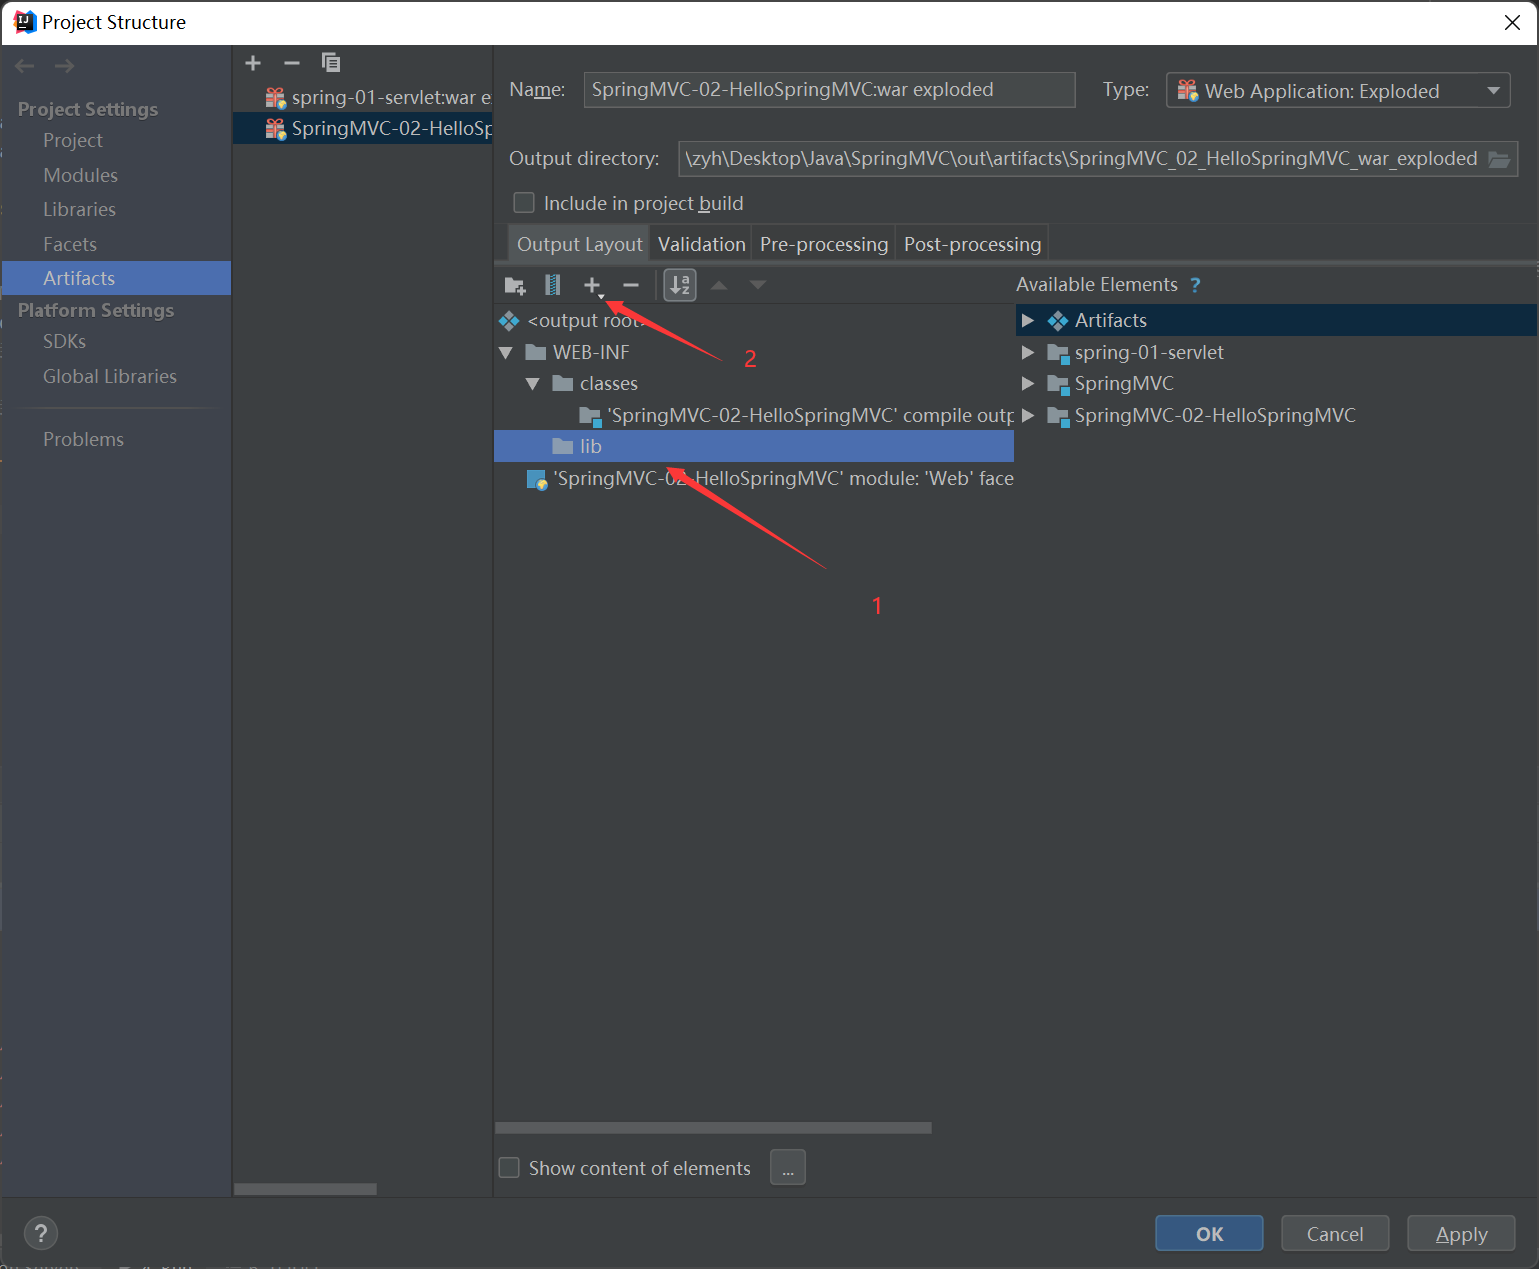 Project Structure
Project Settings
Project
Modules
Libraries
Facets
Artifacts
Platform Settings
SDKs
Global Libraries
Problems
spring-01-servlet:war e
SpringMVC-02-HelloSp
Name: SpringMVC-02-HelloSpringMVC:war exploded Type: Web Application: Exploded
Output directory: \zyh\Desktop\Java\SpringMVC\out\artifacts\SpringMVC_02_HelloSpringMVC_war_exploded
Include in project build
Output Layout Validation Pre-processing Post-processing
Available Elements ?
<output root>
WEB-INF
classes
'SpringMVC-02-HelloSpringMVC' compile outp
lib
'SpringMVC-02-HelloSpringMVC' module: 'Web' face
2
1
Artifacts
spring-01-servlet
SpringMVC
SpringMVC-02-HelloSpringMVC
Show content of elements ...
? OK Cancel Apply